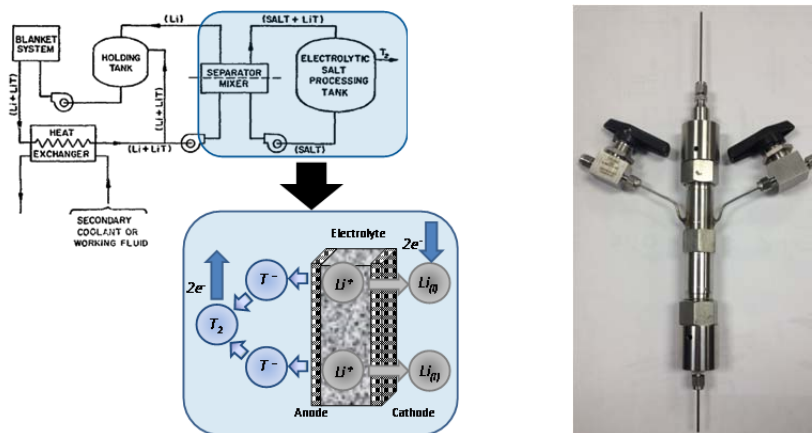 (Li)
(SALT + LiT)
BLANKET
SYSTEM
HOLDING
TANK
(Li+LiT)
(Li+LiT)
SEPARATOR
MIXER
ELECTROLYTIC
SALT
PROCESSING
TANK
T₂
HEAT
EXCHANGER
(Li+LiT)
(SALT)
SECONDARY
COOLANT OR
WORKING FLUID
Electrolyte
2e⁻
2e⁻
T⁻
Li⁺
Li(l)
T₂
T⁻
Li⁺
Li(l)
Anode
Cathode